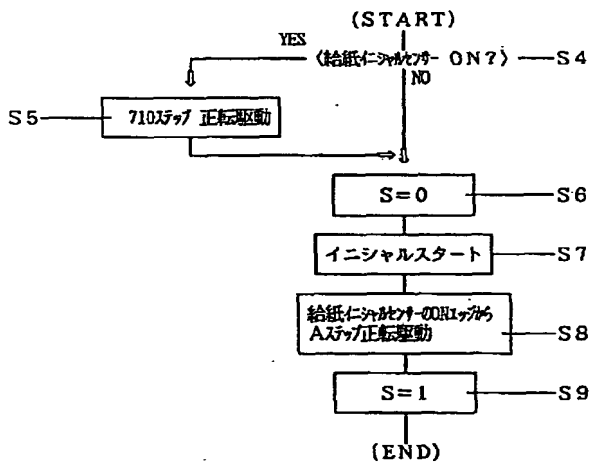 (START)
YES
〈給紙イニシャルセンサー ON?〉
S4
NO
S5
710ステップ 正転駆動
S=0
S6
イニシャルスタート
S7
給紙イニシャルセンサーのONエッジから
Aステップ正転駆動
S8
S=1
S9
(END)